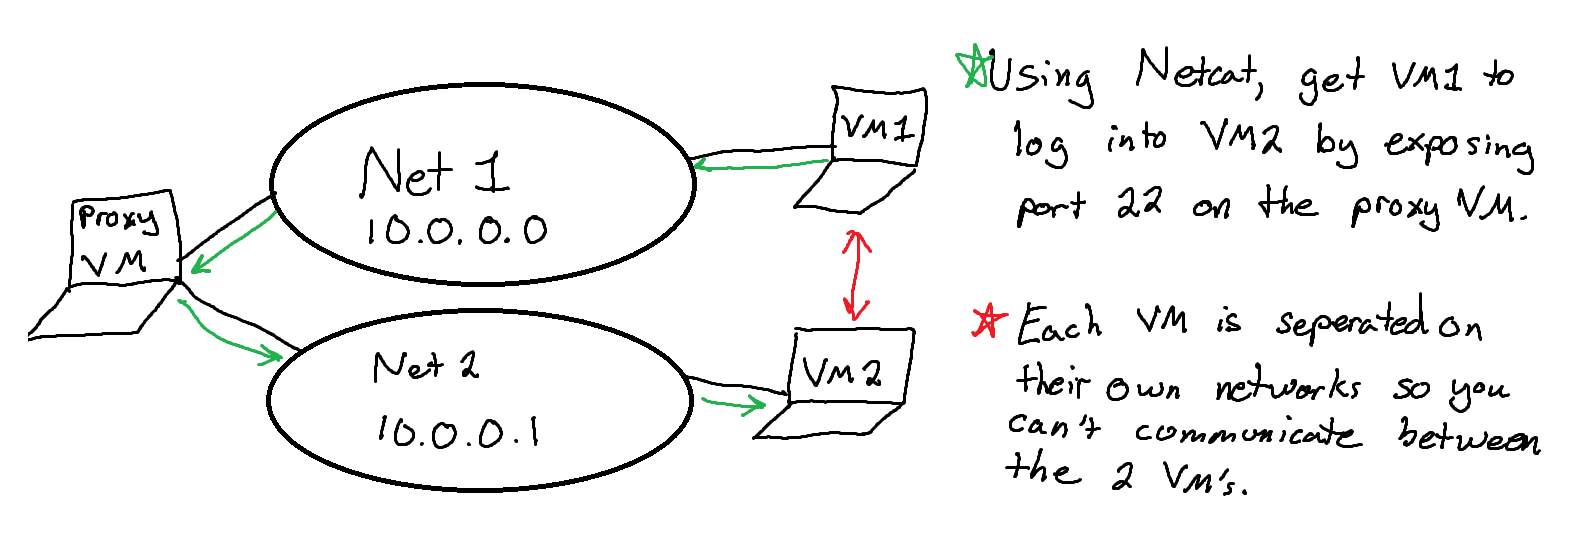 Proxy
VM
Net 1
10.0.0.0
VM1
Net 2
10.0.0.1
VM2
Using Netcat, get VM1 to
log into VM2 by exposing
port 22 on the proxy VM.
Each VM is seperated on
their own networks so you
can't communicate between
the 2 VM's.